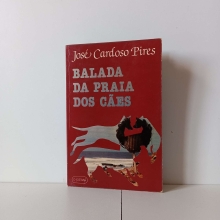 José Cardoso Pires
BALADA
DA PRAIA
DOS CÃES